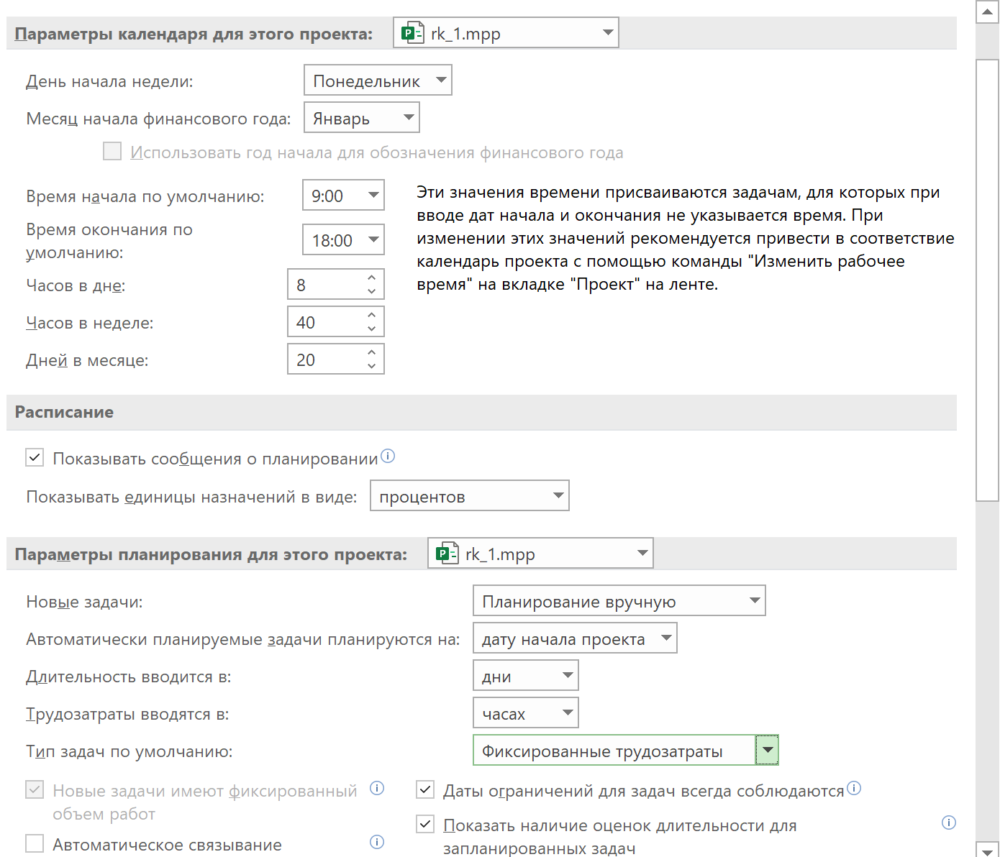 Параметры календаря для этого проекта: rk_1.mpp
День начала недели: Понедельник
Месяц начала финансового года: Январь
Использовать год начала для обозначения финансового года
Время начала по умолчанию: 9:00
Время окончания по
умолчанию: 18:00
Эти значения времени присваиваются задачам, для которых при
вводе дат начала и окончания не указывается время. При
изменении этих значений рекомендуется привести в соответствие
календарь проекта с помощью команды "Изменить рабочее
время" на вкладке "Проект" на ленте.
Часов в дне: 8
Часов в неделе: 40
Дней в месяце: 20
Расписание
Показывать сообщения о планировании
Показывать единицы назначений в виде: процентов
Параметры планирования для этого проекта: rk_1.mpp
Новые задачи: Планирование вручную
Автоматически планируемые задачи планируются на: дату начала проекта
Длительность вводится в: дни
Трудозатраты вводятся в: часах
Тип задач по умолчанию: Фиксированные трудозатраты
Новые задачи имеют фиксированный
объем работ
Автоматическое связывание
Даты ограничений для задач всегда соблюдаются
Показать наличие оценок длительности для
запланированных задач